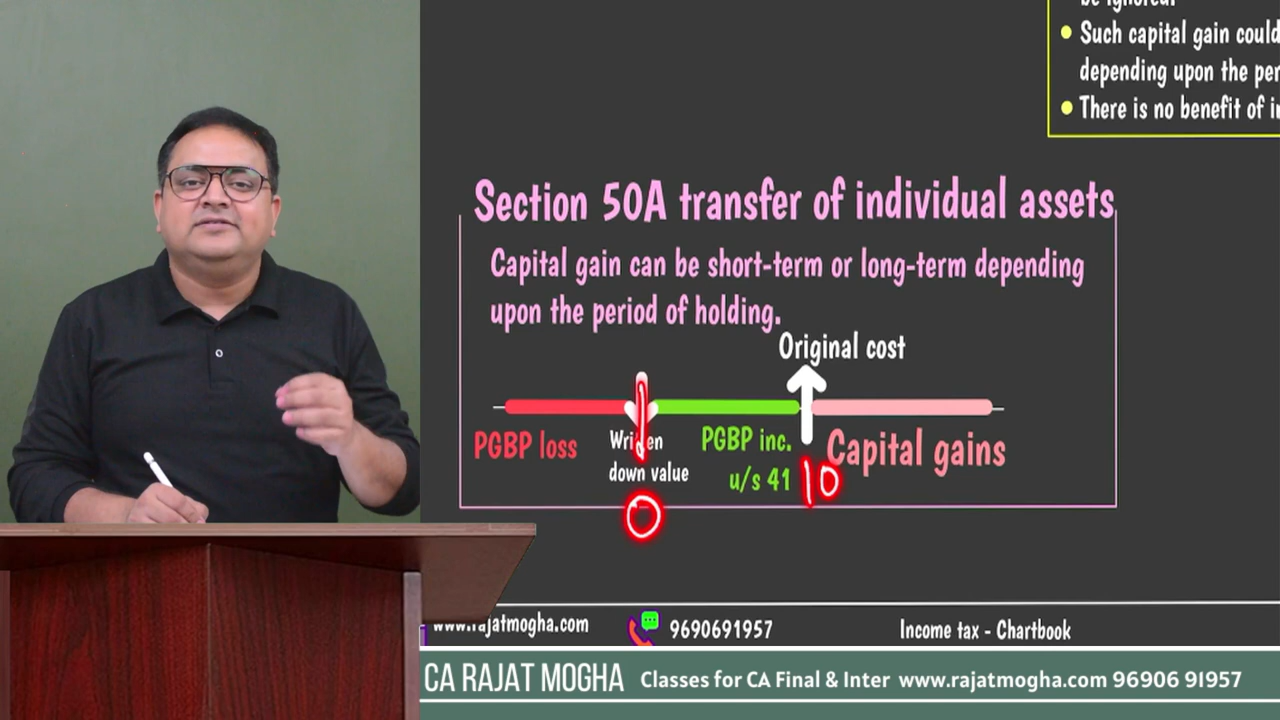 be ignored.
Such capital gain could
depending upon the per
There is no benefit of in
Section 50A transfer of individual assets
Capital gain can be short-term or long-term depending
upon the period of holding.
Original cost
PGBP loss
Written
down value
PGBP inc.
u/s 41
Capital gains
0
10
www.rajatmogha.com
9690691957
Income tax - Chartbook
CA RAJAT MOGHA
Classes for CA Final & Inter www.rajatmogha.com 96906 91957